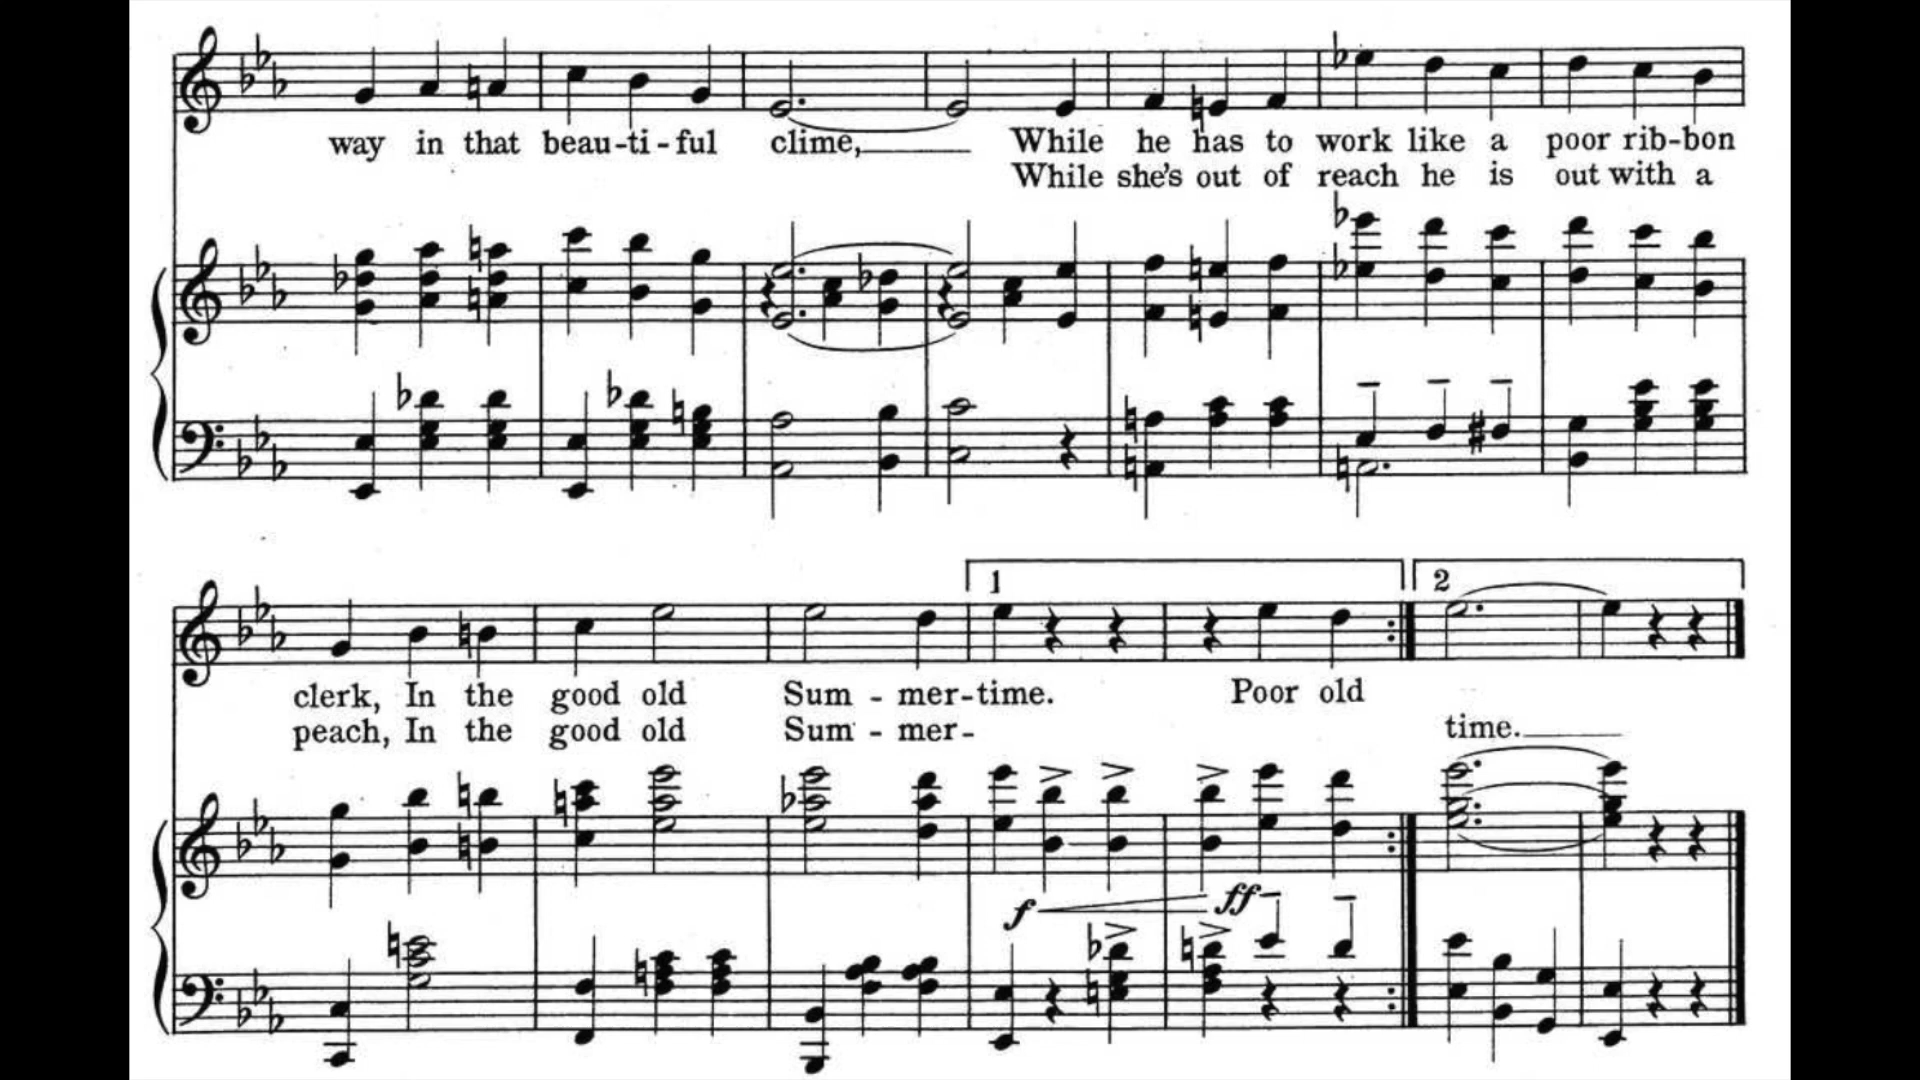 way in that beau-ti-ful clime, While he has to work like a poor rib-bon
While she's out of reach he is out with a
1 2
clerk, In the good old Sum - mer-time. Poor old
peach, In the good old Sum - mer- time.
f ff